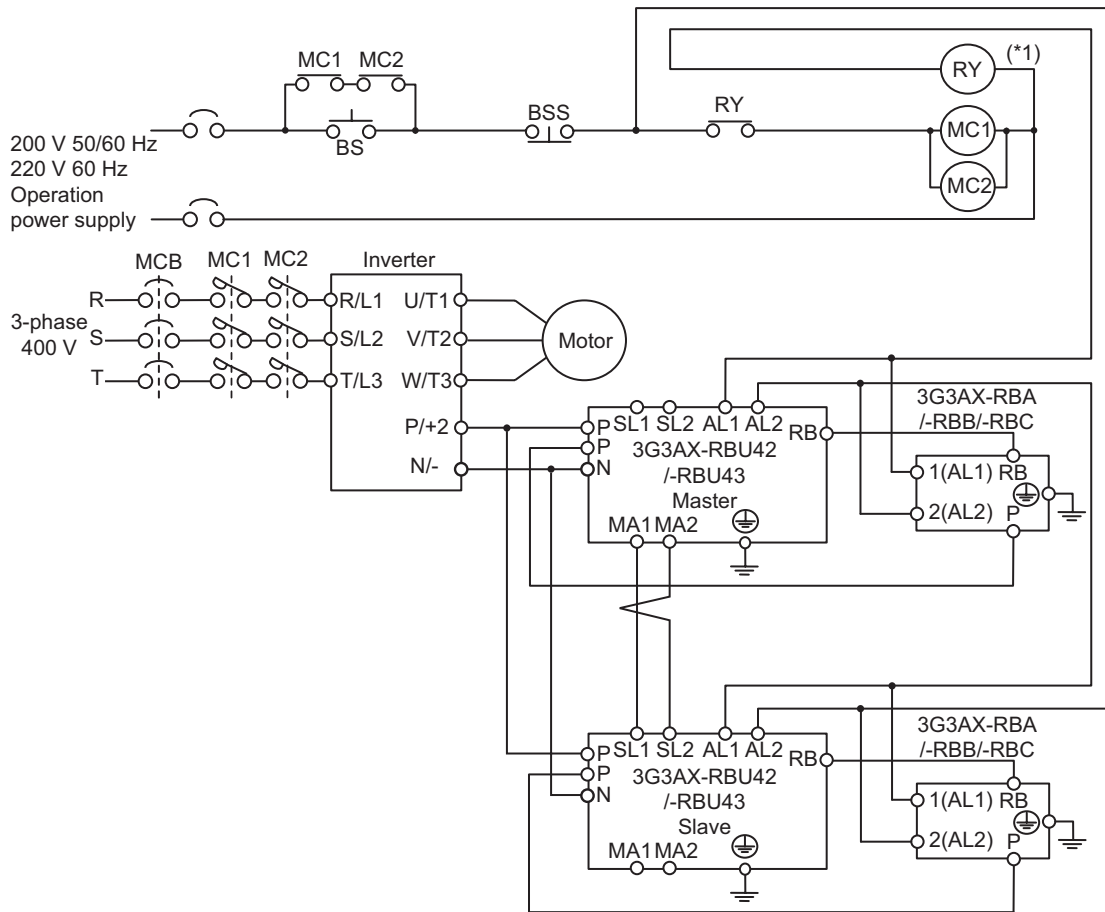 MC1 MC2
(*1)
RY
BSS
RY
200 V 50/60 Hz
220 V 60 Hz
Operation
power supply
BS
MC1
MC2
MCB MC1 MC2 Inverter
R R/L1 U/T1
3-phase
400 V
S S/L2 V/T2 Motor
T T/L3 W/T3
P/+2
N/-
P SL1 SL2 AL1 AL2
P
N
RB
3G3AX-RBU42
/-RBU43
Master
MA1 MA2
3G3AX-RBA
/-RBB/-RBC
1(AL1) RB
2(AL2) P
P SL1 SL2 AL1 AL2
P
N
RB
3G3AX-RBU42
/-RBU43
Slave
MA1 MA2
3G3AX-RBA
/-RBB/-RBC
1(AL1) RB
2(AL2) P